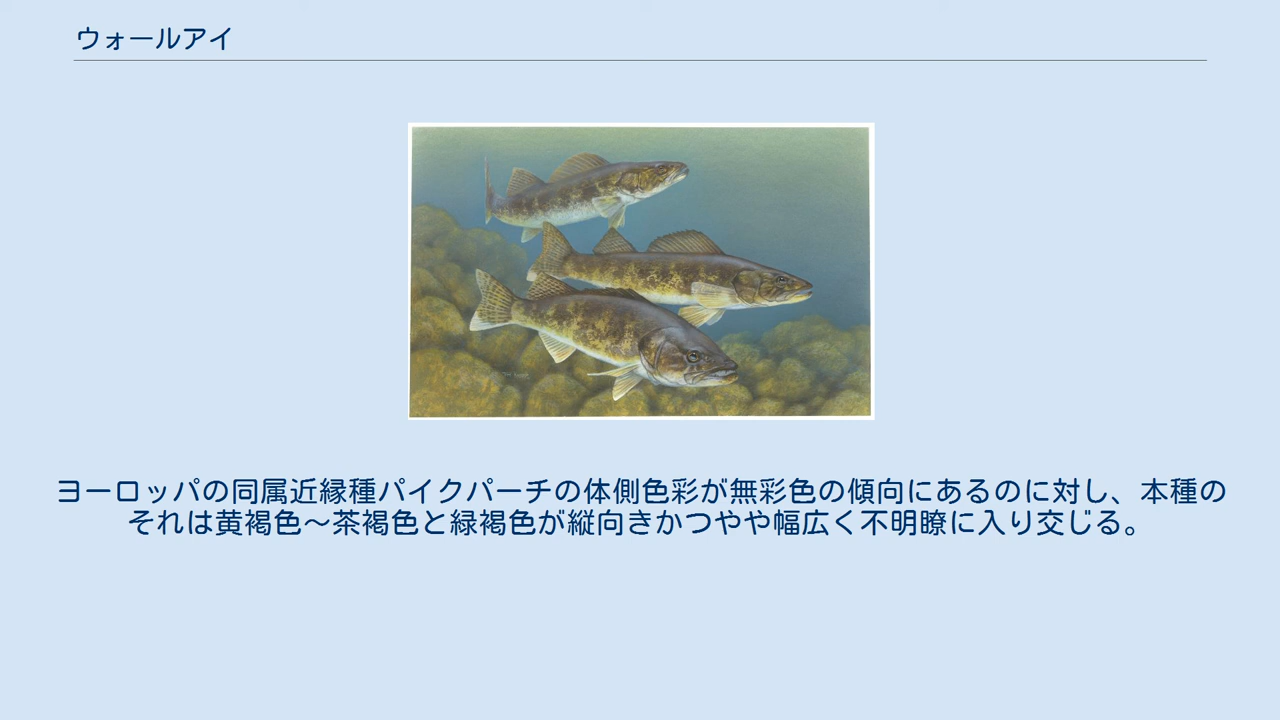 ウォールアイ
ヨーロッパの同属近縁種パイクパーチの体側色彩が無彩色の傾向にあるのに対し、本種の
それは黄褐色〜茶褐色と緑褐色が縦向きかつやや幅広く不明瞭に入り交じる。